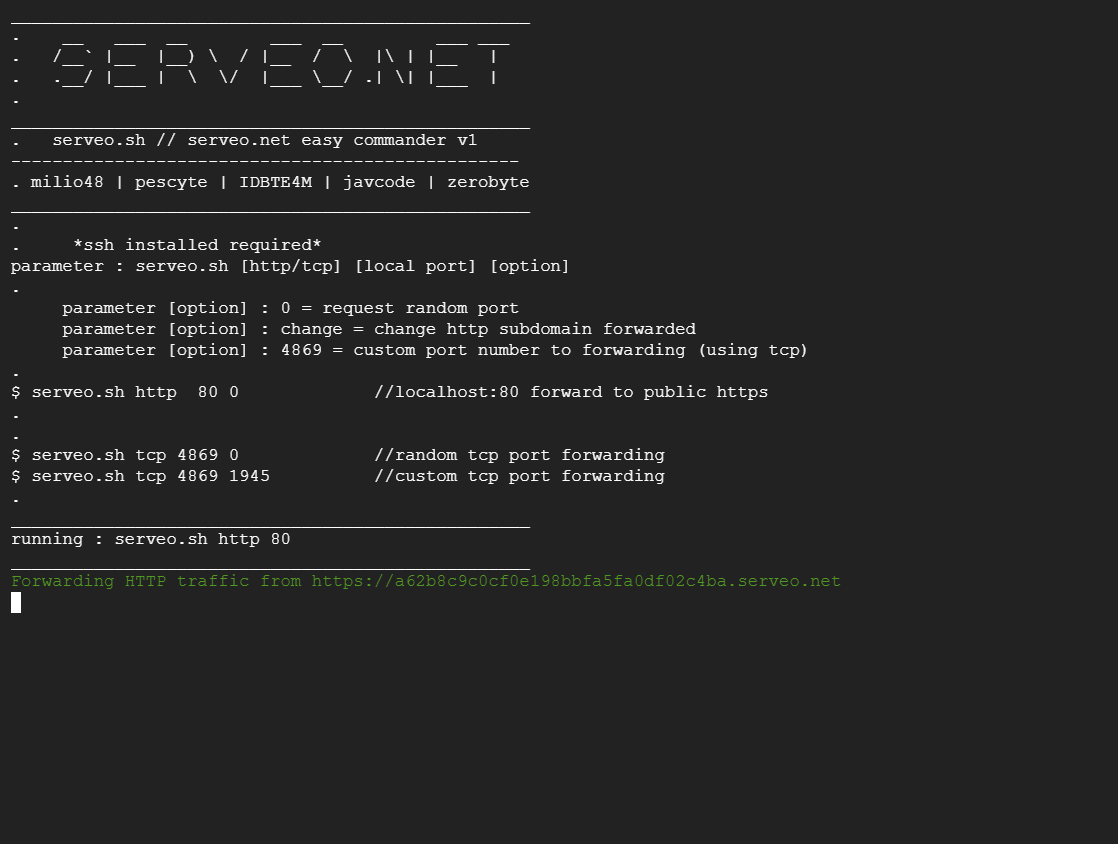 __________________________________________________
.    __   ___  __        ___  __         ___ ___
.   /__` |__  |__) \  / |__  /  \  |\ | |__   |
.   .__/ |___ |  \  \/  |___ \__/ .| \| |___  |
.
__________________________________________________
.   serveo.sh // serveo.net easy commander v1
-------------------------------------------------
. milio48 | pescyte | IDBTE4M | javcode | zerobyte
__________________________________________________
.
.     *ssh installed required*
parameter : serveo.sh [http/tcp] [local port] [option]
.
     parameter [option] : 0 = request random port
     parameter [option] : change = change http subdomain forwarded
     parameter [option] : 4869 = custom port number to forwarding (using tcp)
.
$ serveo.sh http  80 0             //localhost:80 forward to public https
.
.
$ serveo.sh tcp 4869 0             //random tcp port forwarding
$ serveo.sh tcp 4869 1945          //custom tcp port forwarding
.
__________________________________________________
running : serveo.sh http 80
__________________________________________________
Forwarding HTTP traffic from https://a62b8c9c0cf0e198bbfa5fa0df02c4ba.serveo.net